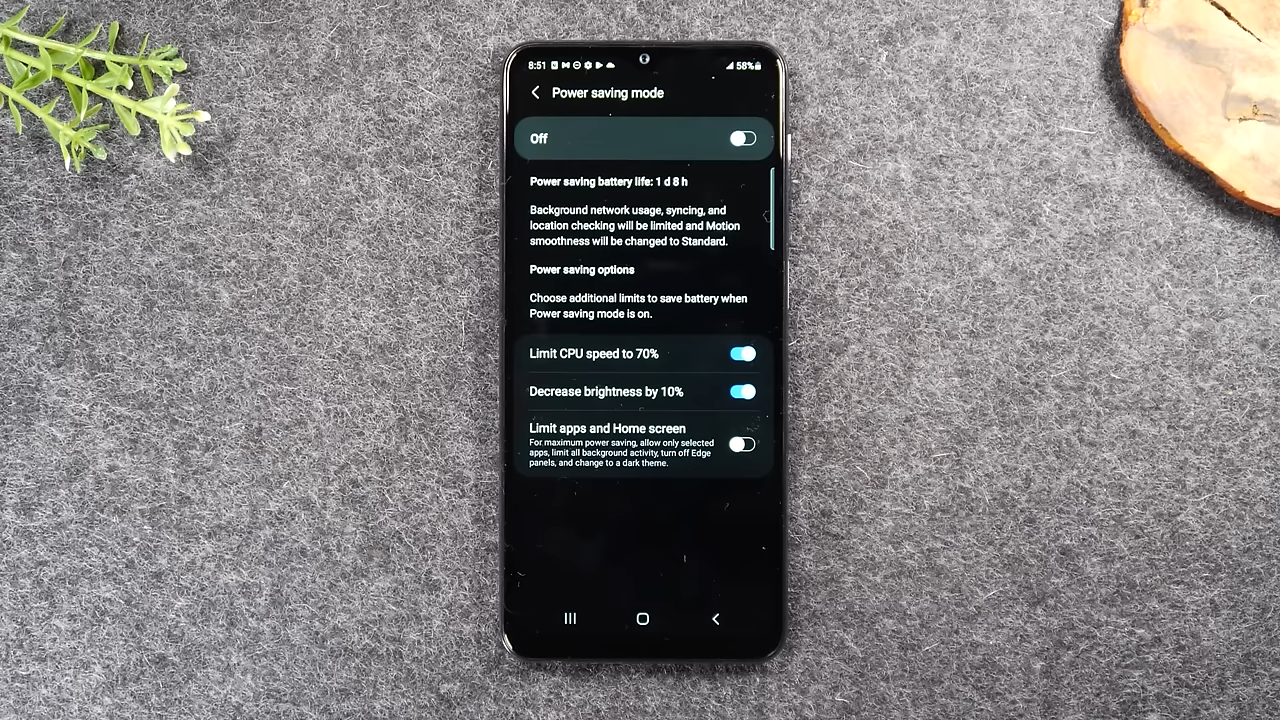 8:51 58%
Power saving mode
Off
Power saving battery life: 1 d 8 h
Background network usage, syncing, and
location checking will be limited and Motion
smoothness will be changed to Standard.
Power saving options
Choose additional limits to save battery when
Power saving mode is on.
Limit CPU speed to 70%
Decrease brightness by 10%
Limit apps and Home screen
For maximum power saving, allow only selected
apps, limit all background activity, turn off Edge
panels, and change to a dark theme.